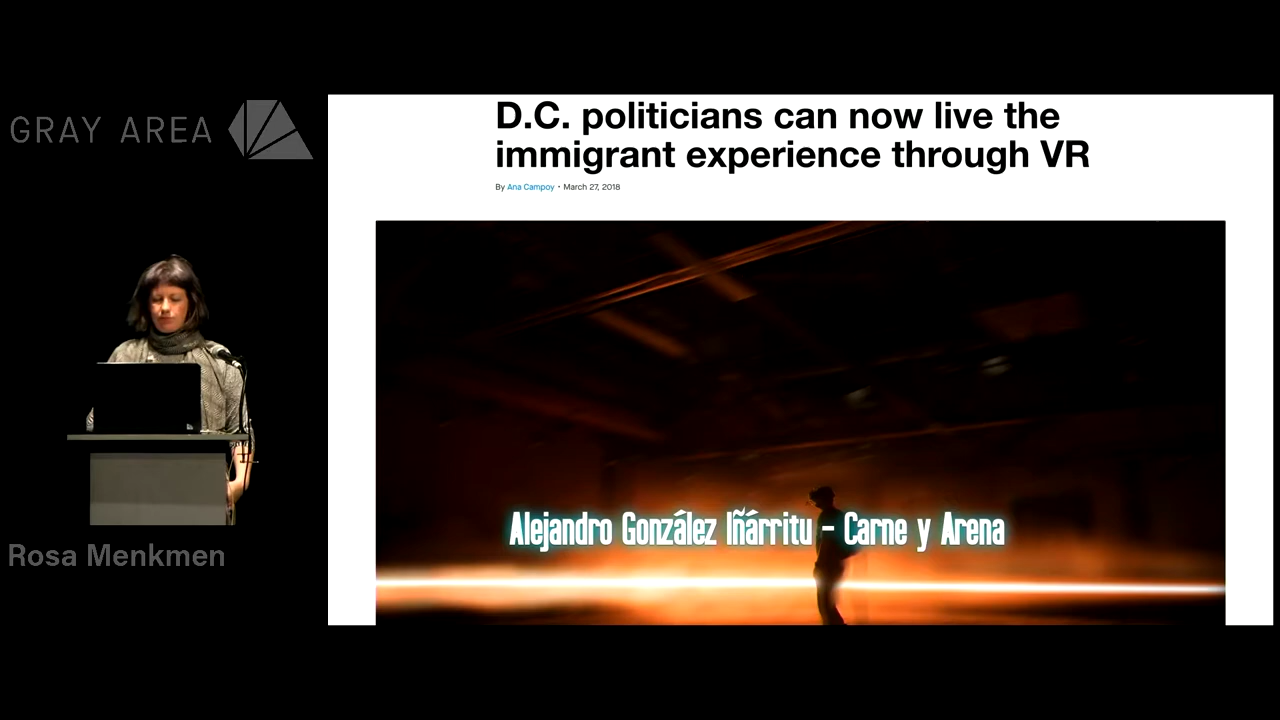 GRAY AREA
Rosa Menkmen
D.C. politicians can now live the
immigrant experience through VR
By Ana Campoy · March 27, 2018
Alejandro González Iñárritu - Carne y Arena